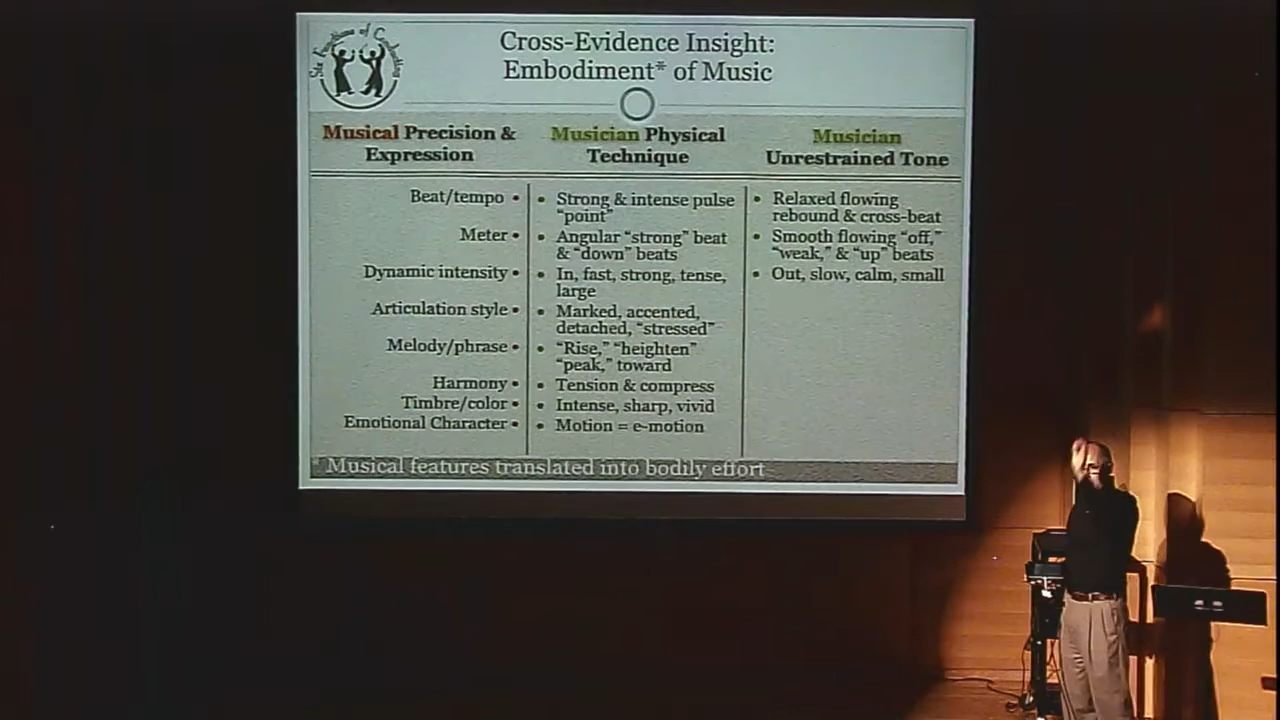 Cross-Evidence Insight:
Embodiment* of Music
Musical Precision &
Expression
Musician Physical
Technique
Musician
Unrestrained Tone
Beat/tempo •
• Strong & intense pulse
"point"
• Relaxed flowing
rebound & cross-beat
Meter •
• Angular "strong" beat
& "down" beats
• Smooth flowing "off,"
"weak," & "up" beats
Dynamic intensity •
• In, fast, strong, tense,
large
• Out, slow, calm, small
Articulation style •
• Marked, accented,
detached, "stressed"
Melody/phrase •
• "Rise," "heighten"
"peak," toward
Harmony •
• Tension & compress
Timbre/color •
• Intense, sharp, vivid
Emotional Character •
• Motion = e-motion
* Musical features translated into bodily effort